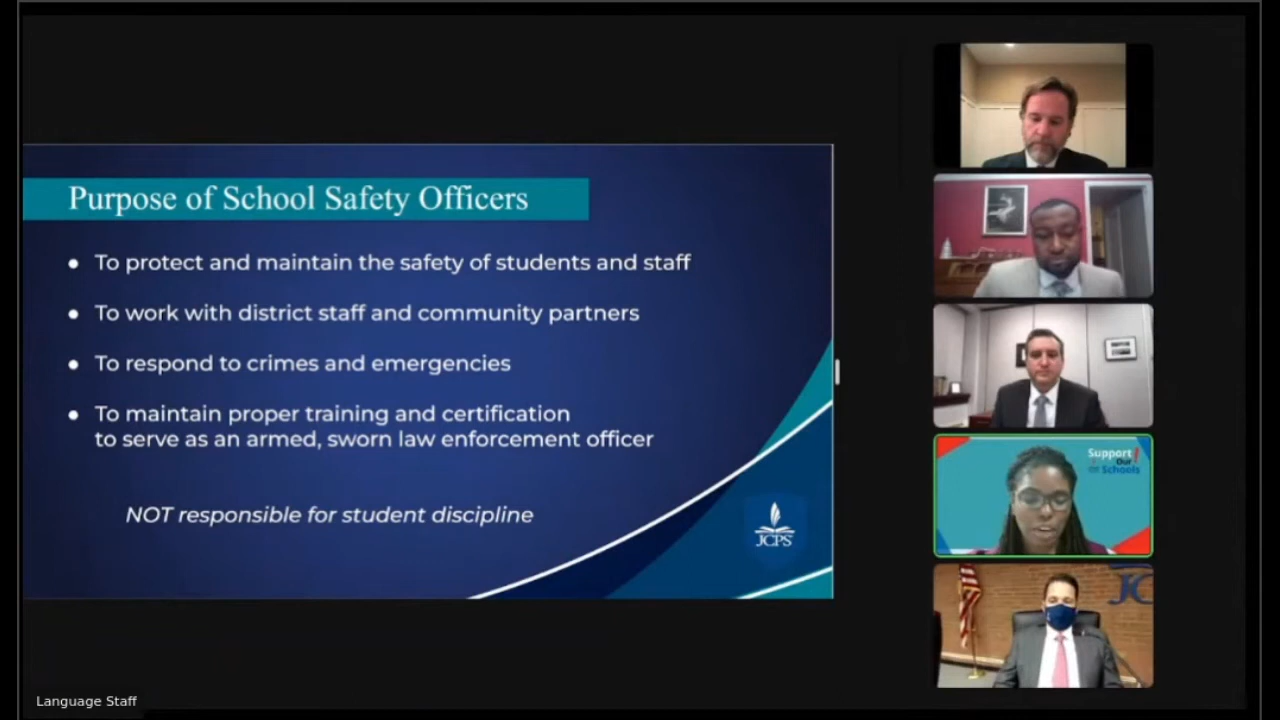 Purpose of School Safety Officers
● To protect and maintain the safety of students and staff
● To work with district staff and community partners
● To respond to crimes and emergencies
● To maintain proper training and certification
to serve as an armed, sworn law enforcement officer
NOT responsible for student discipline
JCPS
Support
Our
Schools
JC
Language Staff